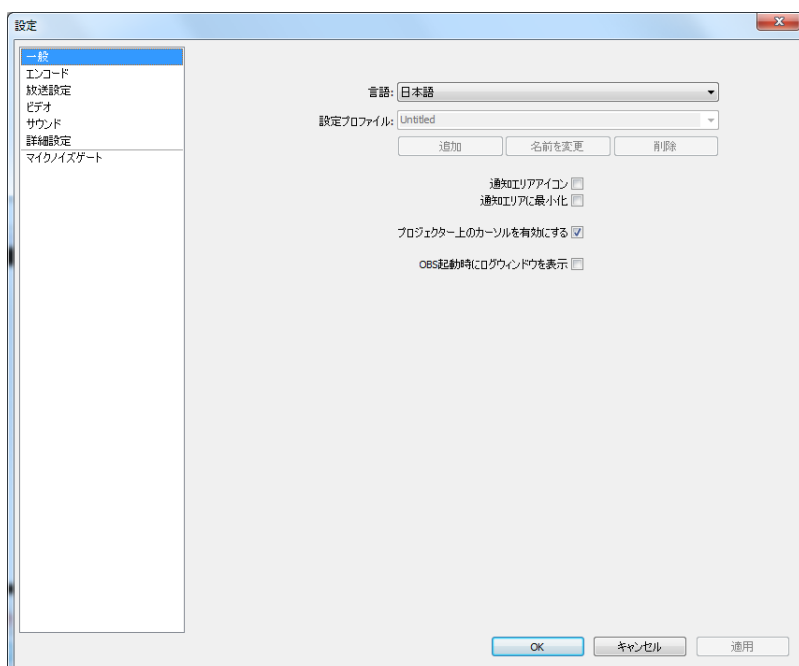 設定
一般
エンコード
放送設定
ビデオ
サウンド
詳細設定
マイクノイズゲート
言語: 日本語
設定プロファイル: Untitled
追加 名前を変更 削除
通知エリアアイコン
通知エリアに最小化
プロジェクター上のカーソルを有効にする
OBS起動時にログウィンドウを表示
OK キャンセル 適用